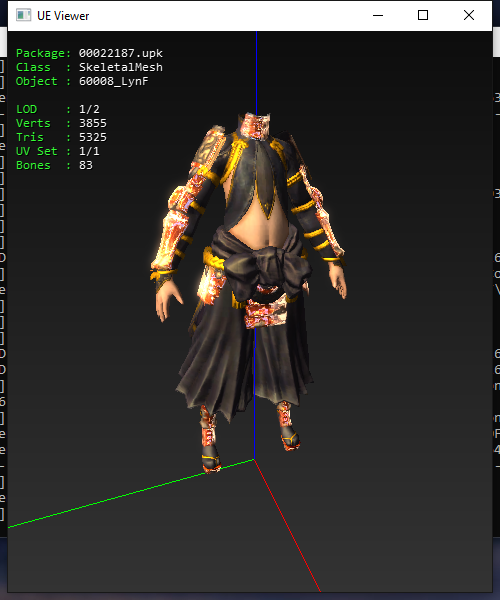 UE Viewer
Package: 00022187.upk
Class  : SkeletalMesh
Object : 60008_LynF
LOD    : 1/2
Verts  : 3855
Tris   : 5325
UV Set : 1/1
Bones  : 83